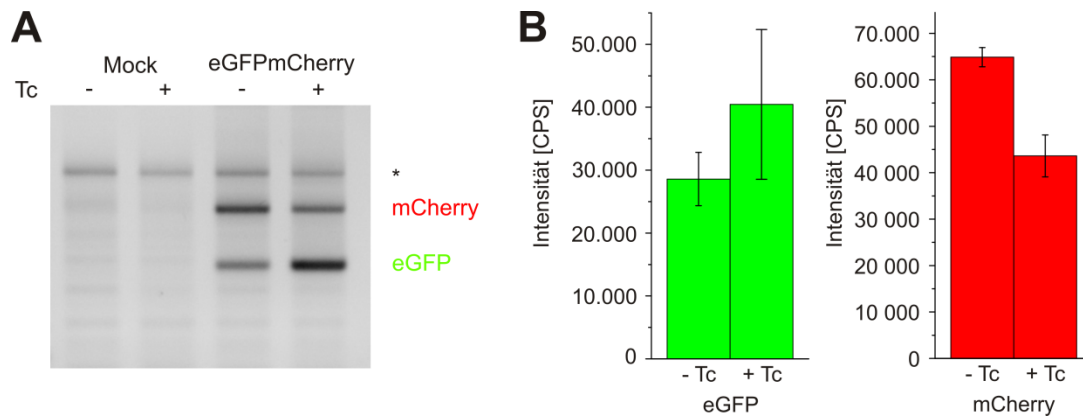 A
Mock eGFPmCherry
Tc - + - +
*
mCherry
eGFP
B
Intensität [CPS]
50.000
40.000
30.000
20.000
10.000
0
- Tc + Tc
eGFP
Intensität [CPS]
70.000
60 000
50 000
40 000
30 000
20 000
10 000
0
- Tc + Tc
mCherry